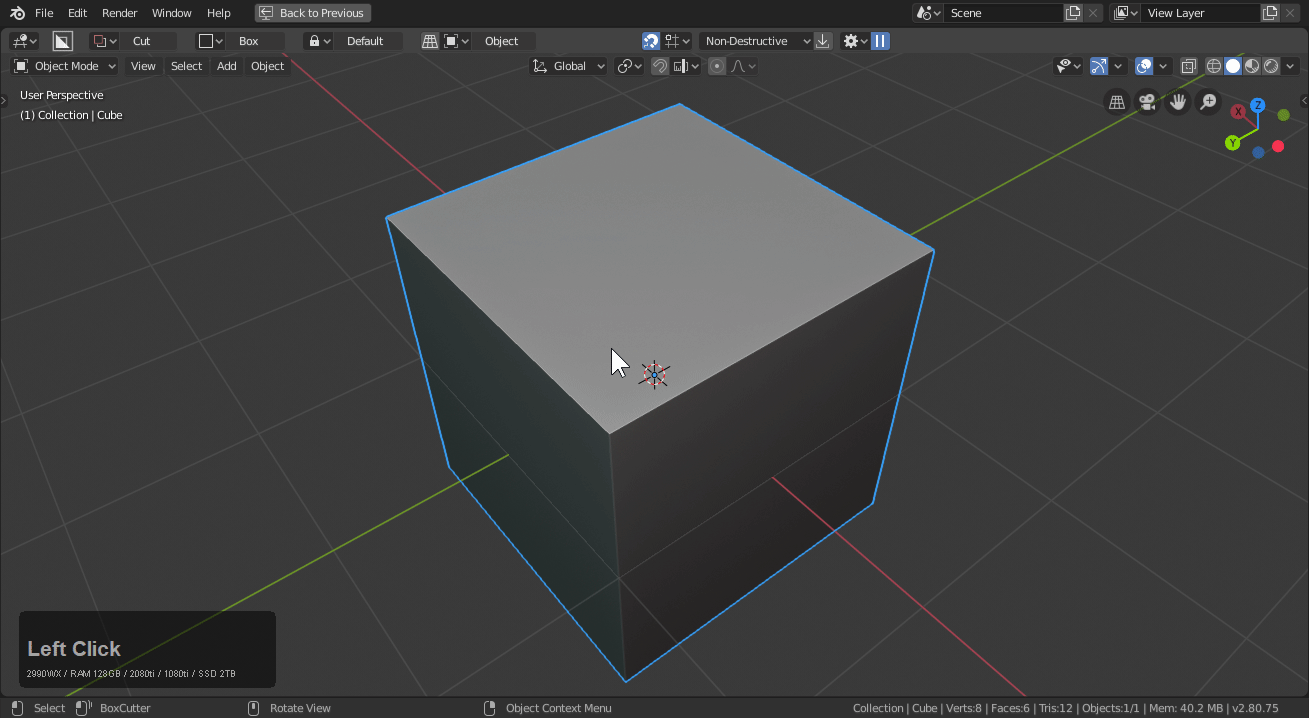 File Edit Render Window Help Back to Previous Scene View Layer
Cut Box Default Object Non-Destructive
Object Mode View Select Add Object Global
User Perspective
(1) Collection | Cube
Z
X
Y
Left Click
2990WX / RAM 128GB / 2080ti / 1080ti / SSD 2TB
Select BoxCutter Rotate View Object Context Menu Collection | Cube | Verts:8 | Faces:6 | Tris:12 | Objects:1/1 | Mem: 40.2 MB | v2.80.75